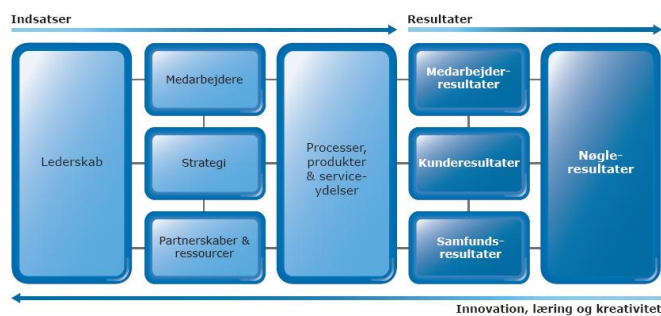 Indsatser
Resultater
Lederskab
Medarbejdere
Strategi
Partnerskaber &
ressourcer
Processer,
produkter
& service-
ydelser
Medarbejder-
resultater
Kunderesultater
Samfunds-
resultater
Nøgle-
resultater
Innovation, læring og kreativitet